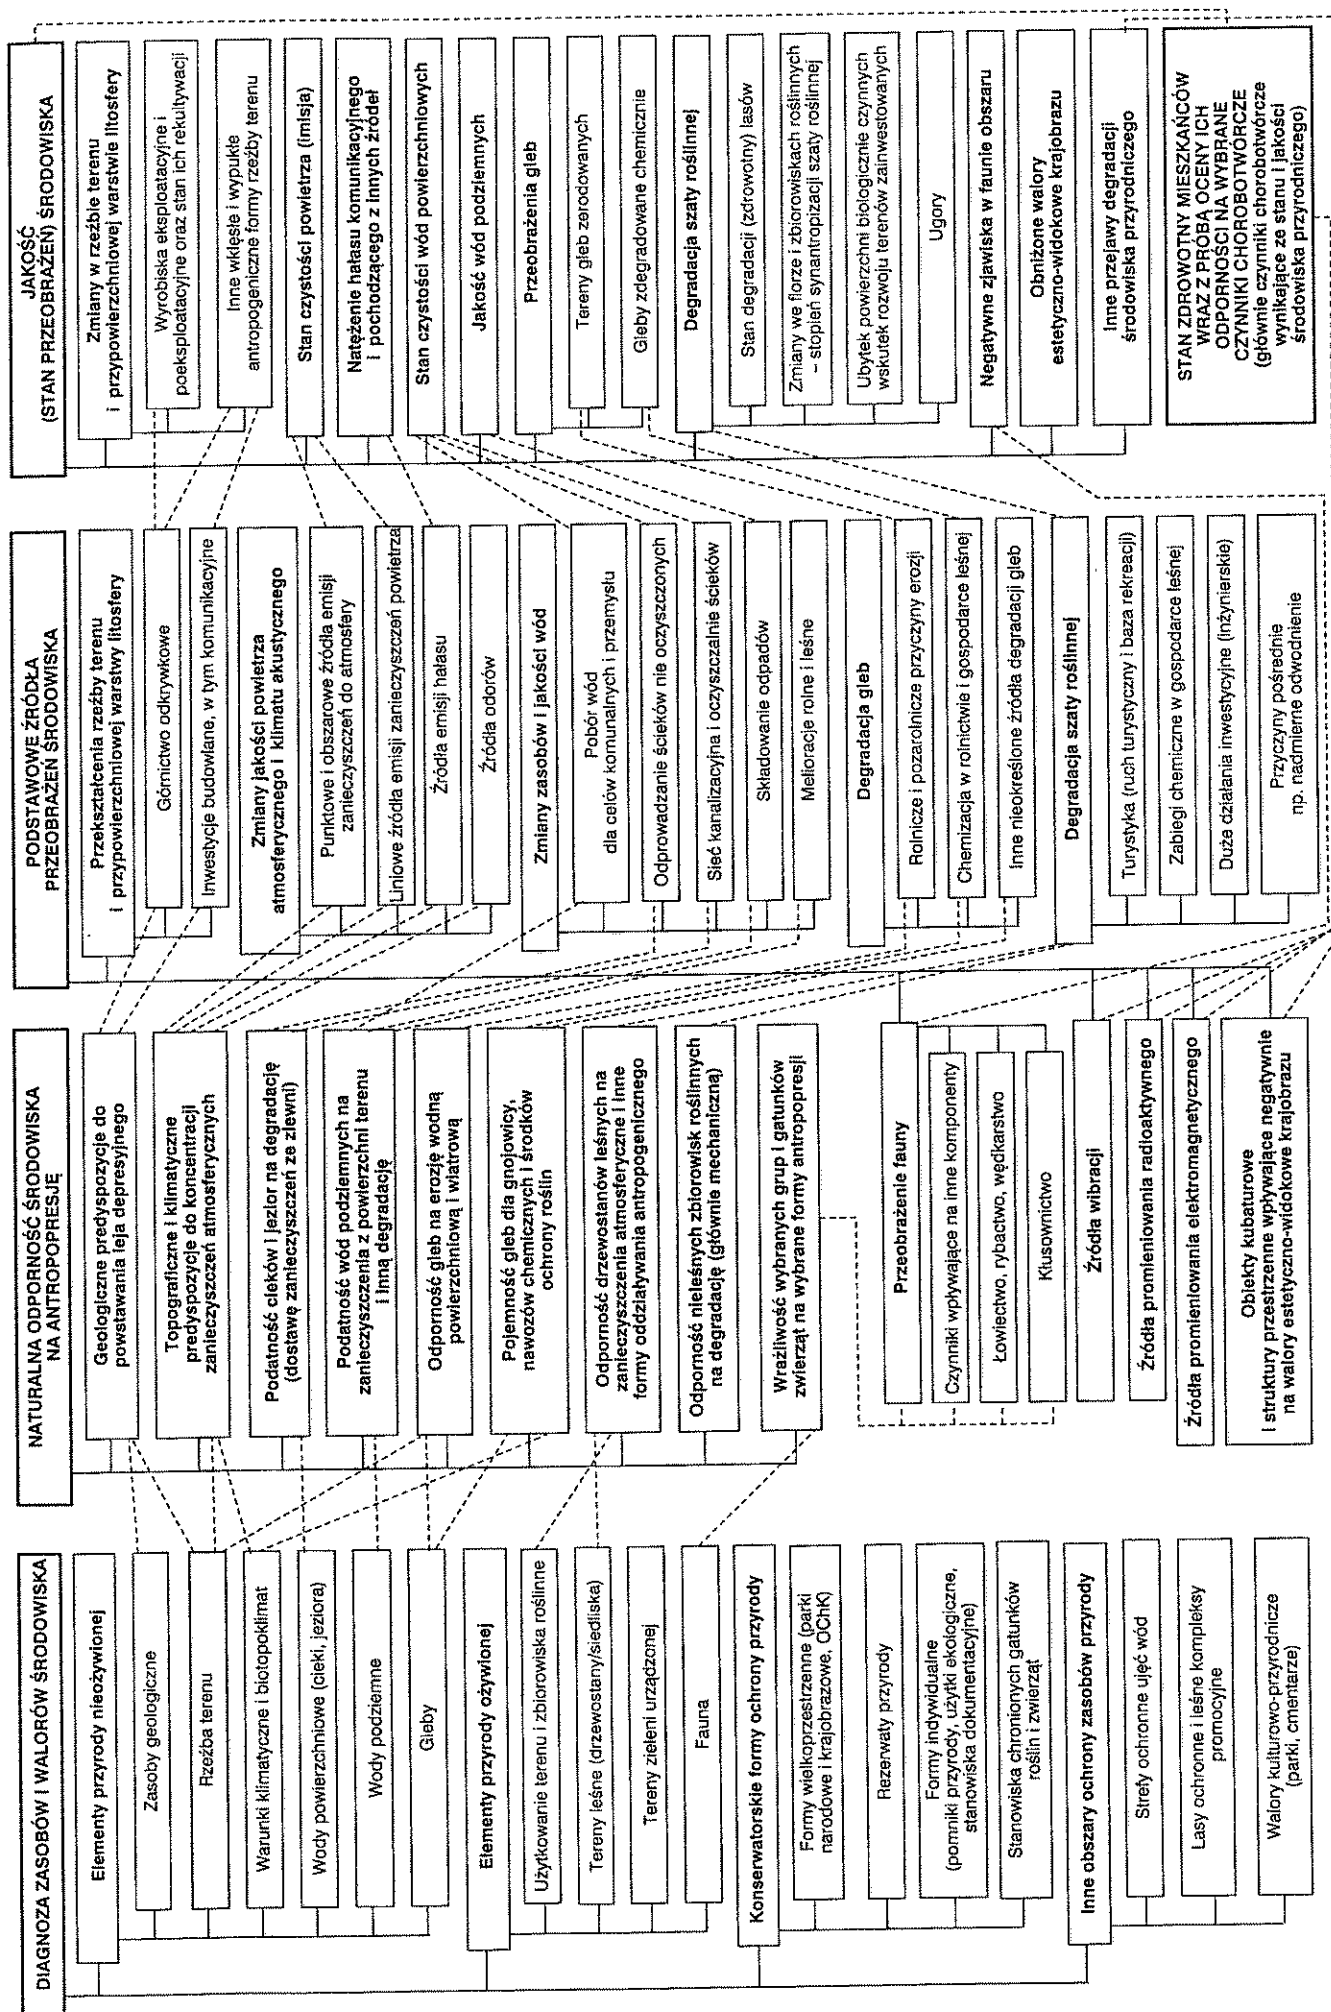 DIAGNOZA ZASOBÓW I WALORÓW ŚRODOWISKA
Elementy przyrody nieożywionej
Zasoby geologiczne
Rzeźba terenu
Warunki klimatyczne i biotopoklimat
Wody powierzchniowe (cieki, jeziora)
Wody podziemne
Gleby
Elementy przyrody ożywionej
Użytkowanie terenu i zbiorowiska roślinne
Tereny leśne (drzewostany/siedliska)
Tereny zieleni urządzonej
Fauna
Konserwatorskie formy ochrony przyrody
Formy wielkoprzestrzenne (parki
narodowe i krajobrazowe, OChK)
Rezerwaty przyrody
Formy indywidualne
(pomniki przyrody, użytki ekologiczne,
stanowiska dokumentacyjne)
Stanowiska chronionych gatunków
roślin i zwierząt
Inne obszary ochrony zasobów przyrody
Strefy ochronne ujęć wód
Lasy ochronne i leśne kompleksy
promocyjne
Walory kulturowo-przyrodnicze
(parki, cmentarze)
NATURALNA ODPORNOŚĆ ŚRODOWISKA
NA ANTROPOPRESJĘ
Geologiczne predyspozycje do
powstawania leja depresyjnego
Topograficzne i klimatyczne
predyspozycje do koncentracji
zanieczyszczeń atmosferycznych
Podatność cieków i jezior na degradację
(dostawę zanieczyszczeń ze zlewni)
Podatność wód podziemnych na
zanieczyszczenia z powierzchni terenu
i inną degradację
Odporność gleb na erozję wodną
powierzchniową i wiatrową
Pojemność gleb dla gnojowicy,
nawozów chemicznych i środków
ochrony roślin
Odporność drzewostanów leśnych na
zanieczyszczenia atmosferyczne i inne
formy oddziaływania antropogenicznego
Odporność nieleśnych zbiorowisk roślinnych
na degradację (głównie mechaniczną)
Wrażliwość wybranych grup i gatunków
zwierząt na wybrane formy antropopresji
PODSTAWOWE ŹRÓDŁA
PRZEOBRAŻEŃ ŚRODOWISKA
Przekształcenia rzeźby terenu
i przypowierzchniowej warstwy litosfery
Górnictwo odkrywkowe
Inwestycje budowlane, w tym komunikacyjne
Zmiany jakości powietrza
atmosferycznego i klimatu akustycznego
Punktowe i obszarowe źródła emisji
zanieczyszczeń do atmosfery
Liniowe źródła emisji zanieczyszczeń powietrza
Źródła emisji hałasu
Źródła odorów
Zmiany zasobów i jakości wód
Pobór wód
dla celów komunalnych i przemysłu
Odprowadzanie ścieków nie oczyszczonych
Sieć kanalizacyjna i oczyszczalnie ścieków
Składowanie odpadów
Melioracje rolne i leśne
Degradacja gleb
Rolnicze i pozarolnicze przyczyny erozji
Chemizacja w rolnictwie i gospodarce leśnej
Inne nieokreślone źródła degradacji gleb
Degradacja szaty roślinnej
Turystyka (ruch turystyczny i baza rekreacji)
Zabiegi chemiczne w gospodarce leśnej
Duże działania inwestycyjne (inżynierskie)
Przyczyny pośrednie
np. nadmierne odwodnienie
Przeobrażenie fauny
Czynniki wpływające na inne komponenty
Łowiectwo, rybactwo, wędkarstwo
Kłusownictwo
Źródła wibracji
Źródła promieniowania radioaktywnego
Źródła promieniowania elektromagnetycznego
Obiekty kubaturowe
i struktury przestrzenne wpływające negatywnie
na walory estetyczno-widokowe krajobrazu
JAKOŚĆ
(STAN PRZEOBRAŻEŃ) ŚRODOWISKA
Zmiany w rzeźbie terenu
i przypowierzchniowej warstwie litosfery
Wyrobiska eksploatacyjne i
poeksploatacyjne oraz stan ich rekultywacji
Inne wklęsłe i wypukłe
antropogeniczne formy rzeźby terenu
Stan czystości powietrza (imisja)
Natężenie hałasu komunikacyjnego
i pochodzącego z innych źródeł
Stan czystości wód powierzchniowych
Jakość wód podziemnych
Przeobrażenia gleb
Tereny gleb zerodowanych
Gleby zdegradowane chemicznie
Degradacja szaty roślinnej
Stan degradacji (zdrowotny) lasów
Zmiany we florze i zbiorowiskach roślinnych
– stopień synantropizacji szaty roślinnej
Ubytek powierzchni biologicznie czynnych
wskutek rozwoju terenów zainwestowanych
Ugory
Negatywne zjawiska w faunie obszaru
Obniżone walory
estetyczno-widokowe krajobrazu
Inne przejawy degradacji
środowiska przyrodniczego
STAN ZDROWOTNY MIESZKAŃCÓW
WRAZ Z PRÓBĄ OCENY ICH
ODPORNOŚCI NA WYBRANE
CZYNNIKI CHOROBOTWÓRCZE
(głównie czynniki chorobotwórcze
wynikające ze stanu i jakości
środowiska przyrodniczego)